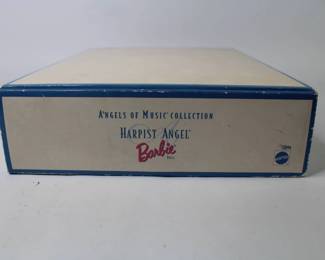 ANGELS OF MUSIC COLLECTION
HARPIST ANGEL
Barbie